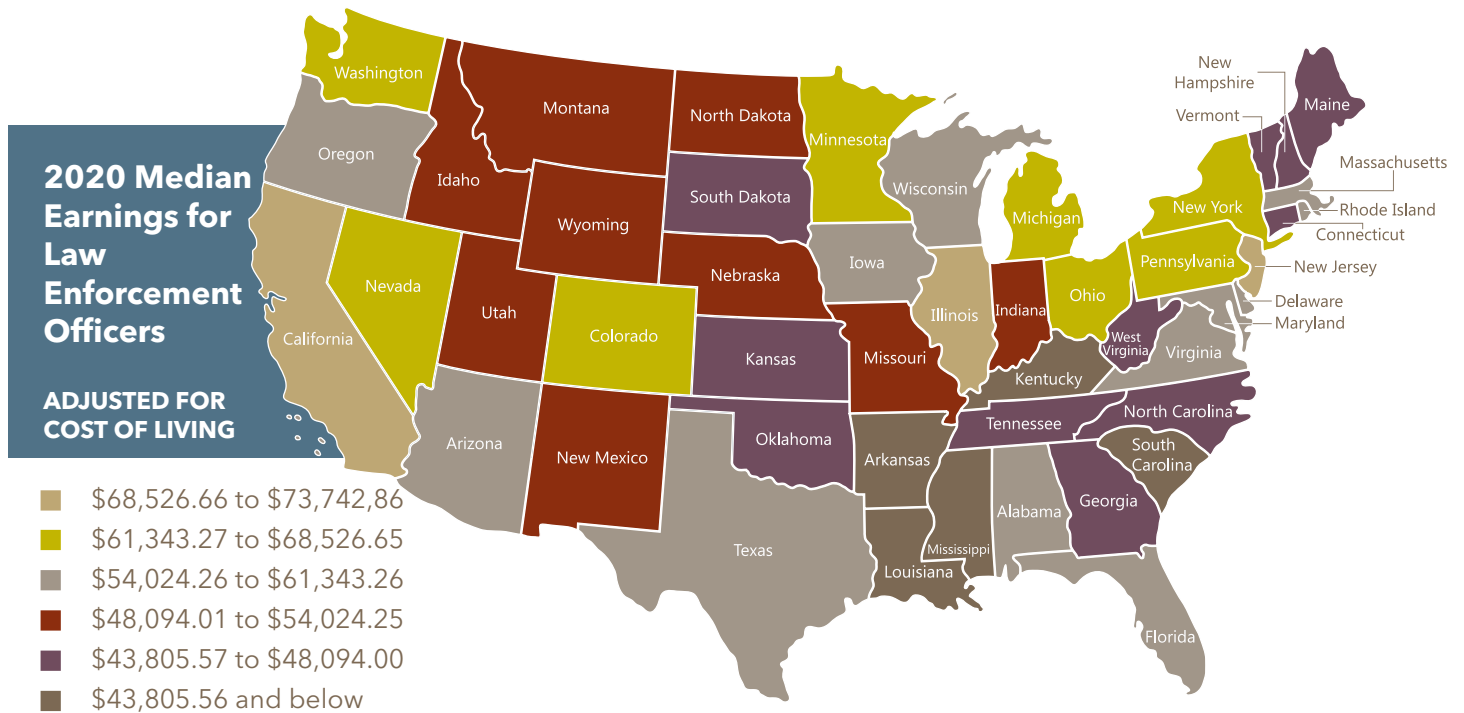 2020 Median
Earnings for
Law
Enforcement
Officers
ADJUSTED FOR
COST OF LIVING
$68,526.66 to $73,742,86
$61,343.27 to $68,526.65
$54,024.26 to $61,343.26
$48,094.01 to $54,024.25
$43,805.57 to $48,094.00
$43,805.56 and below
Washington
Oregon
California
Nevada
Idaho
Montana
Wyoming
Utah
Colorado
Arizona
New Mexico
North Dakota
South Dakota
Nebraska
Kansas
Oklahoma
Texas
Minnesota
Iowa
Missouri
Arkansas
Louisiana
Wisconsin
Illinois
Michigan
Indiana
Ohio
Kentucky
Tennessee
Mississippi
Alabama
Georgia
Florida
South
Carolina
North Carolina
Virginia
West
Virginia
Pennsylvania
New York
Maine
New
Hampshire
Vermont
Massachusetts
Rhode Island
Connecticut
New Jersey
Delaware
Maryland